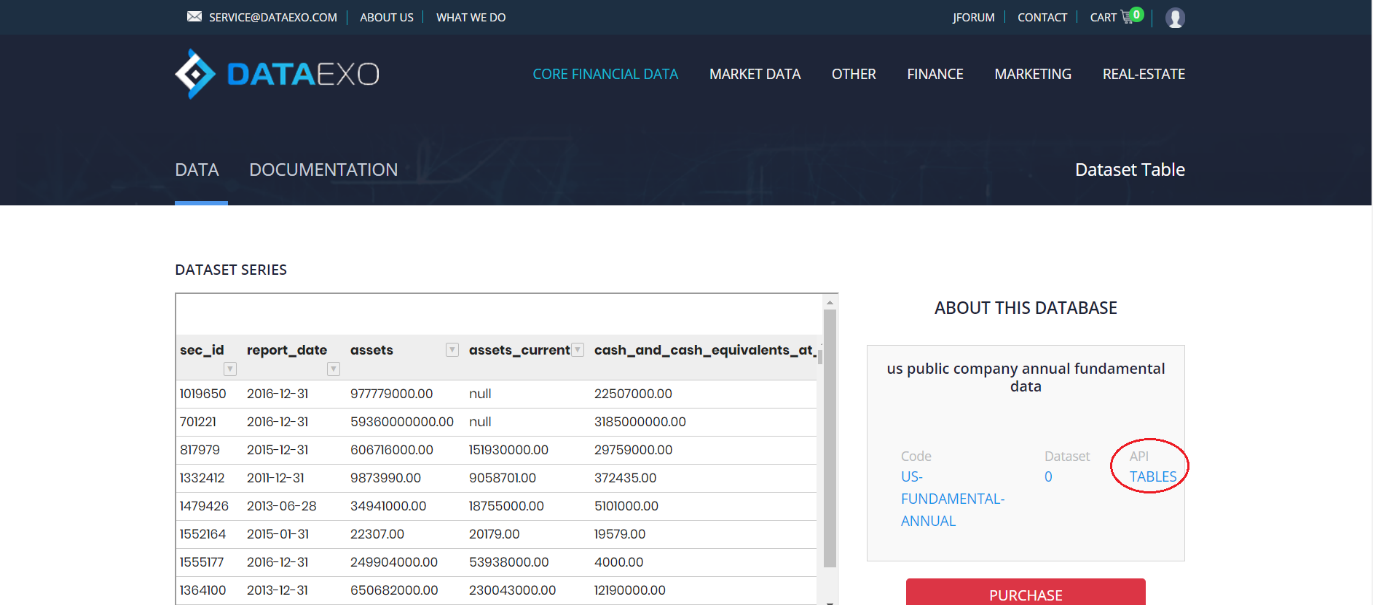 SERVICE@DATAEXO.COM ABOUT US WHAT WE DO JFORUM CONTACT CART 0
DATAEXO CORE FINANCIAL DATA MARKET DATA OTHER FINANCE MARKETING REAL-ESTATE
DATA DOCUMENTATION Dataset Table
DATASET SERIES
sec_id report_date assets assets_current cash_and_cash_equivalents_at_
1019650 2016-12-31 977779000.00 null 22507000.00
701221 2016-12-31 59360000000.00 null 3185000000.00
817979 2015-12-31 606716000.00 151930000.00 29759000.00
1332412 2011-12-31 9873990.00 9058701.00 372435.00
1479426 2013-06-28 34941000.00 18755000.00 5101000.00
1552164 2015-01-31 22307.00 20179.00 19579.00
1555177 2016-12-31 249904000.00 53938000.00 4000.00
1364100 2013-12-31 650682000.00 230043000.00 12190000.00
ABOUT THIS DATABASE
us public company annual fundamental
data
Code Dataset API
US- 0 TABLES
FUNDAMENTAL-
ANNUAL
PURCHASE